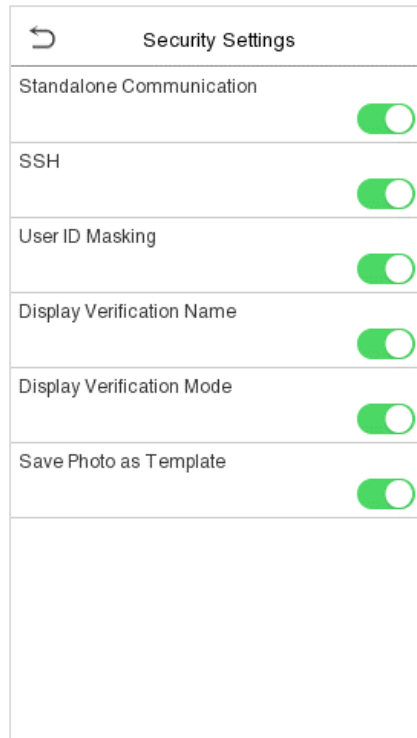 Security Settings
Standalone Communication
SSH
User ID Masking
Display Verification Name
Display Verification Mode
Save Photo as Template